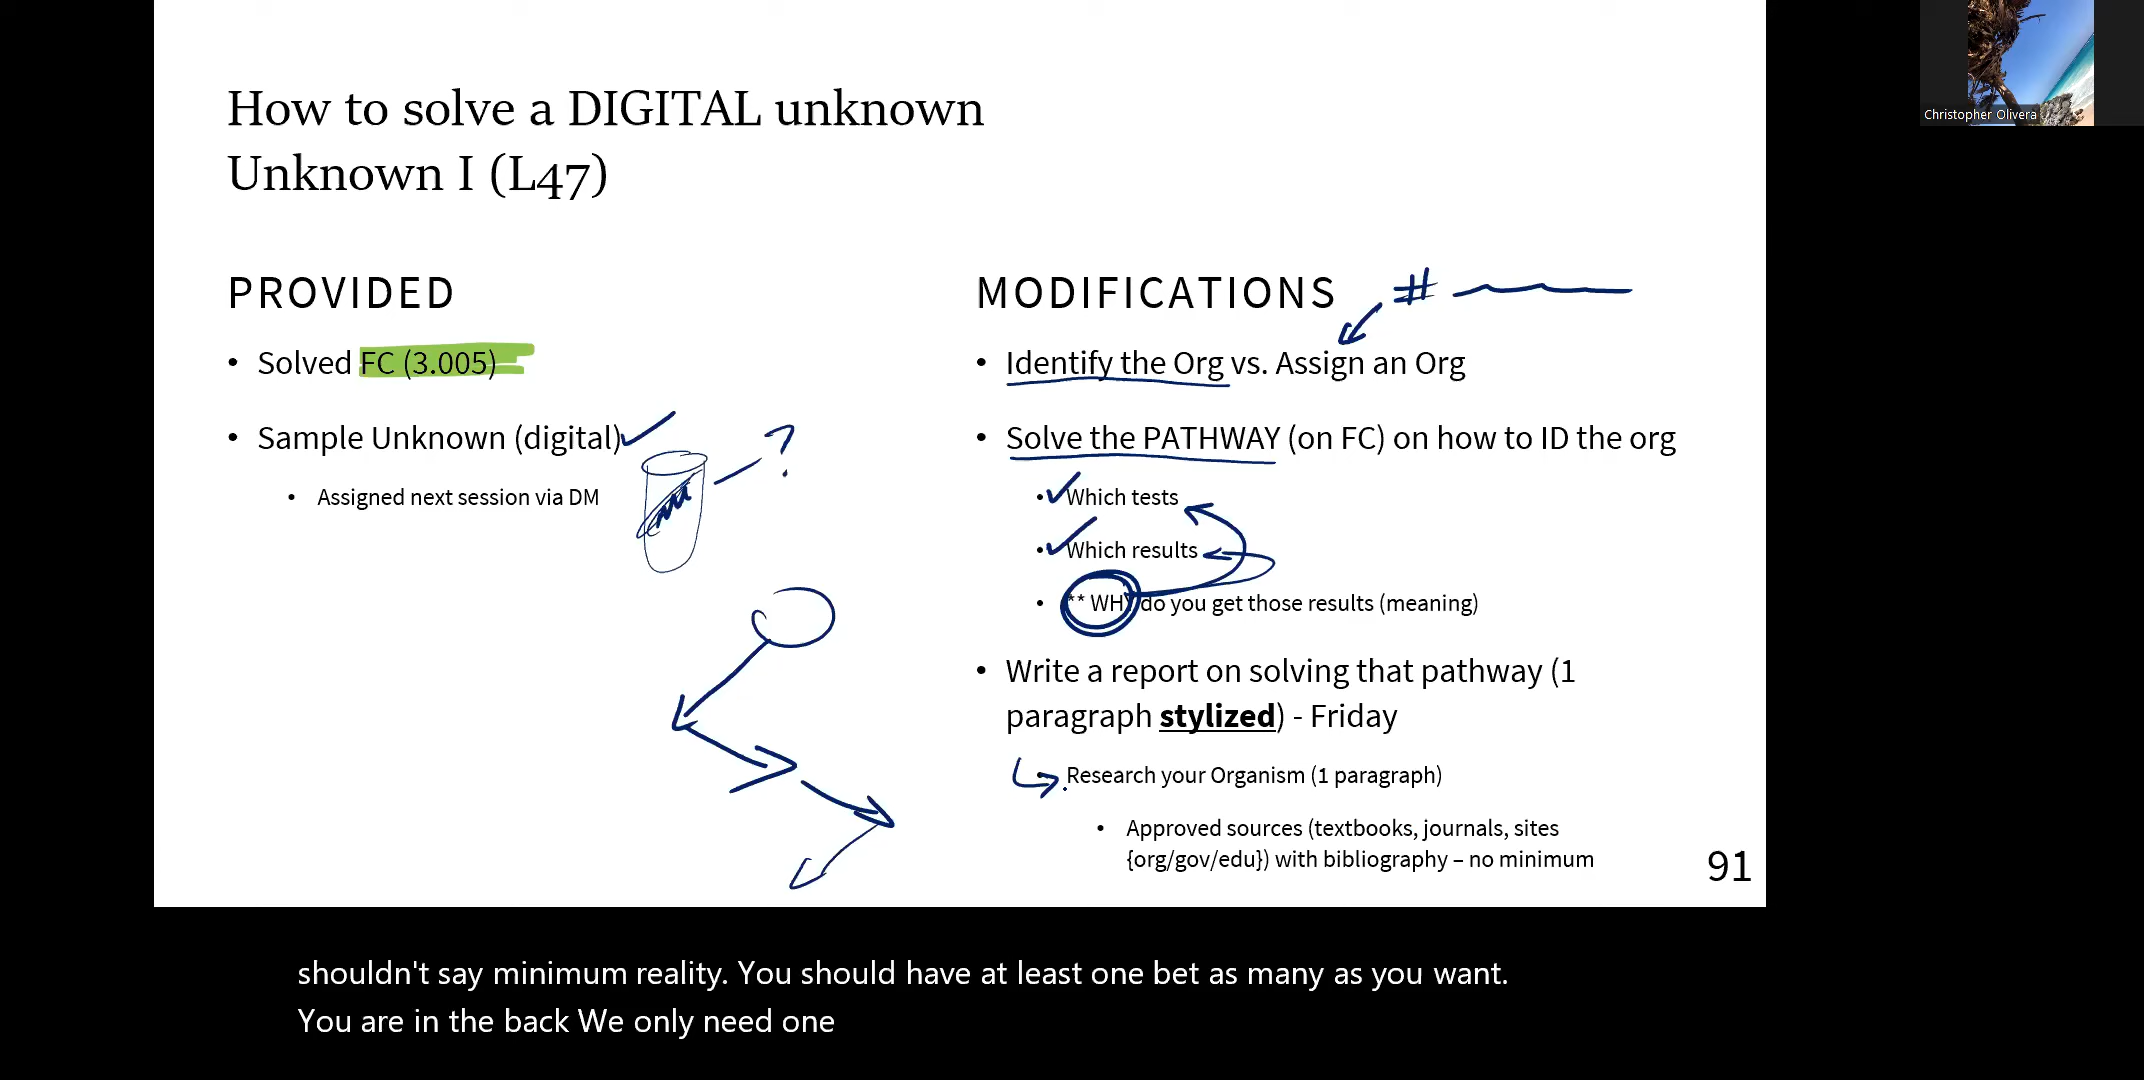 How to solve a DIGITAL unknown
Unknown I (L47)
PROVIDED
• Solved FC (3.005)
• Sample Unknown (digital)
• Assigned next session via DM
?
MODIFICATIONS #
• Identify the Org vs. Assign an Org
• Solve the PATHWAY (on FC) on how to ID the org
• Which tests
• Which results
• ** WHY do you get those results (meaning)
• Write a report on solving that pathway (1
paragraph stylized) - Friday
Research your Organism (1 paragraph)
• Approved sources (textbooks, journals, sites
{org/gov/edu}) with bibliography – no minimum
91
Christopher Olivera
shouldn't say minimum reality. You should have at least one bet as many as you want.
You are in the back We only need one